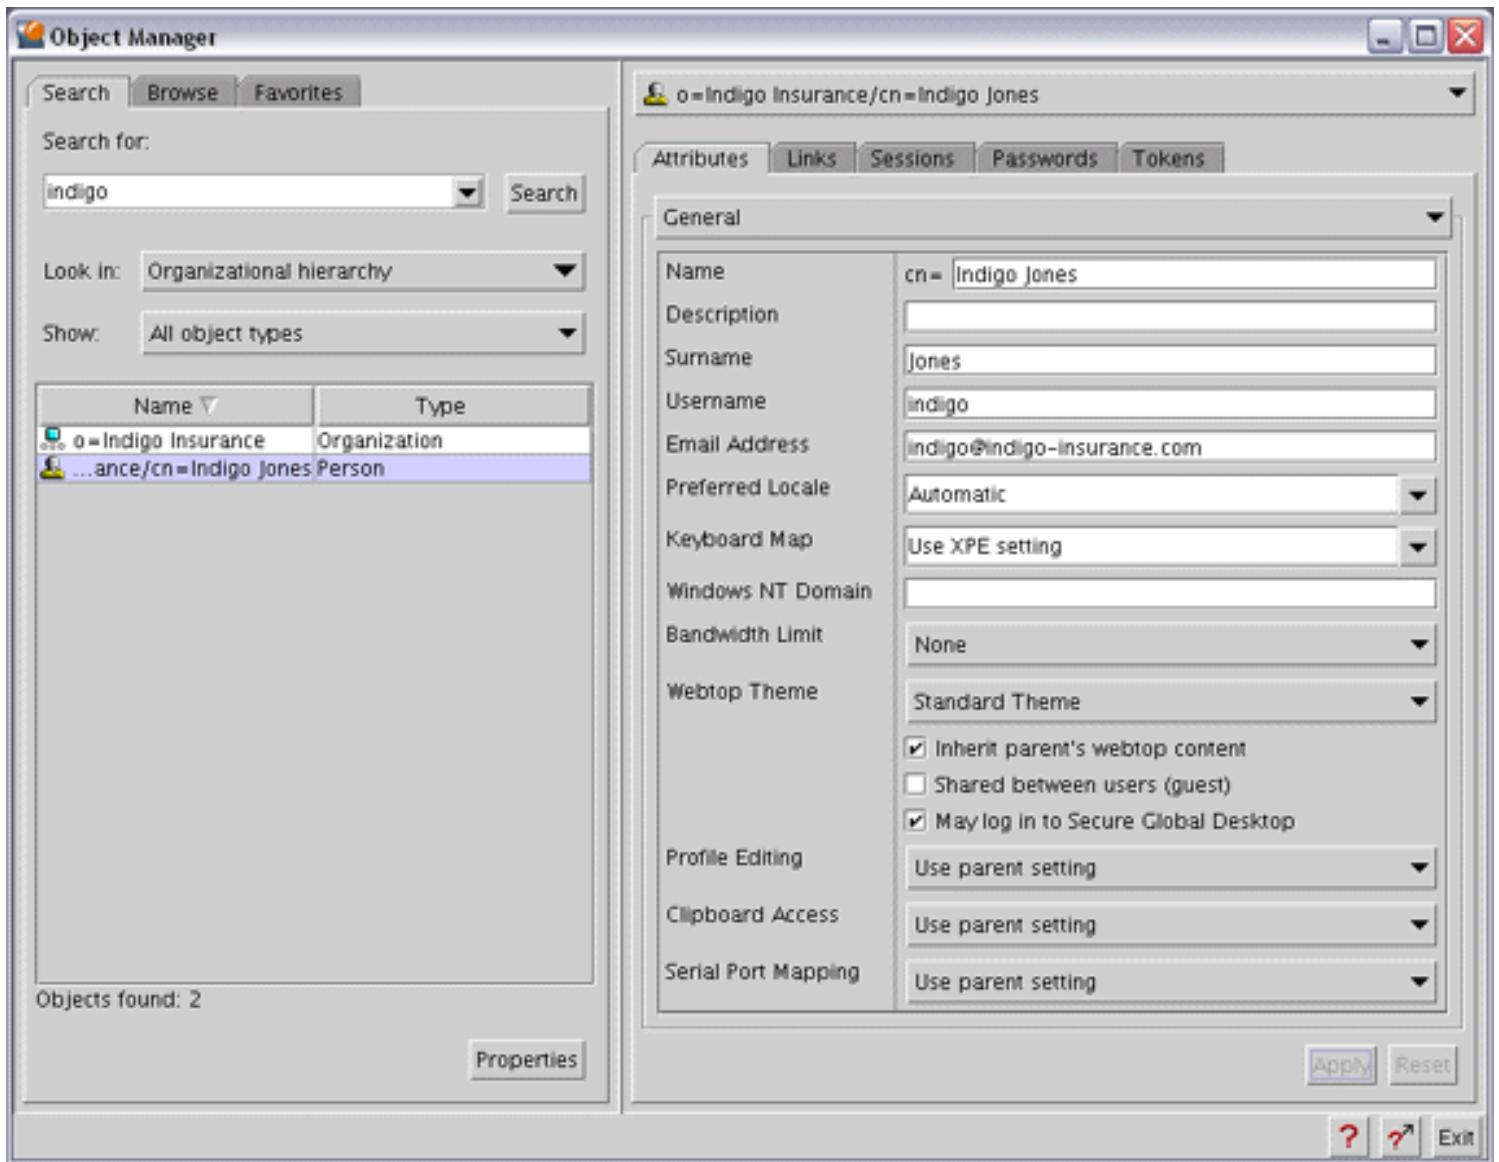 Object Manager
Search Browse Favorites
Search for:
indigo Search
Look in: Organizational hierarchy
Show: All object types
Name Type
o=Indigo Insurance Organization
...ance/cn=Indigo Jones Person
Objects found: 2
Properties
o=Indigo Insurance/cn=Indigo Jones
Attributes Links Sessions Passwords Tokens
General
Name cn= Indigo Jones
Description
Surname Jones
Username indigo
Email Address indigo@indigo-insurance.com
Preferred Locale Automatic
Keyboard Map Use XPE setting
Windows NT Domain
Bandwidth Limit None
Webtop Theme Standard Theme
Inherit parent's webtop content
Shared between users (guest)
May log in to Secure Global Desktop
Profile Editing Use parent setting
Clipboard Access Use parent setting
Serial Port Mapping Use parent setting
Apply Reset
? ? Exit